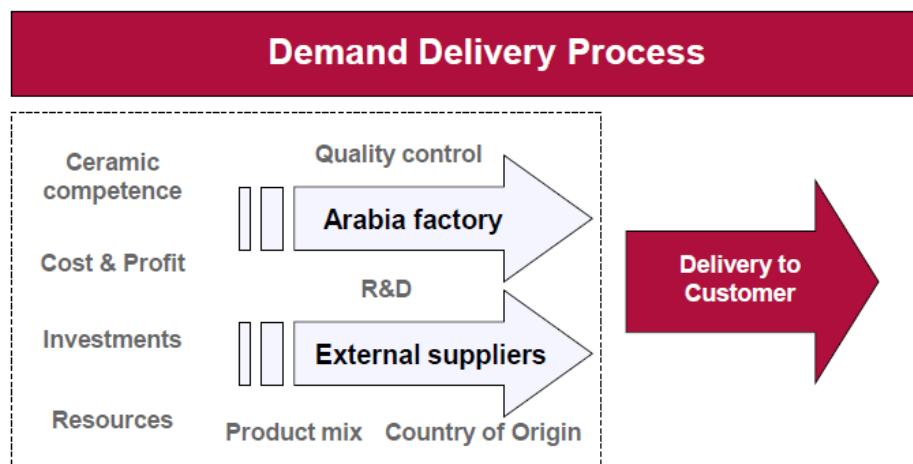 Demand Delivery Process
Ceramic
competence
Cost & Profit
Investments
Resources
Quality control
Arabia factory
R&D
External suppliers
Product mix
Country of Origin
Delivery to
Customer